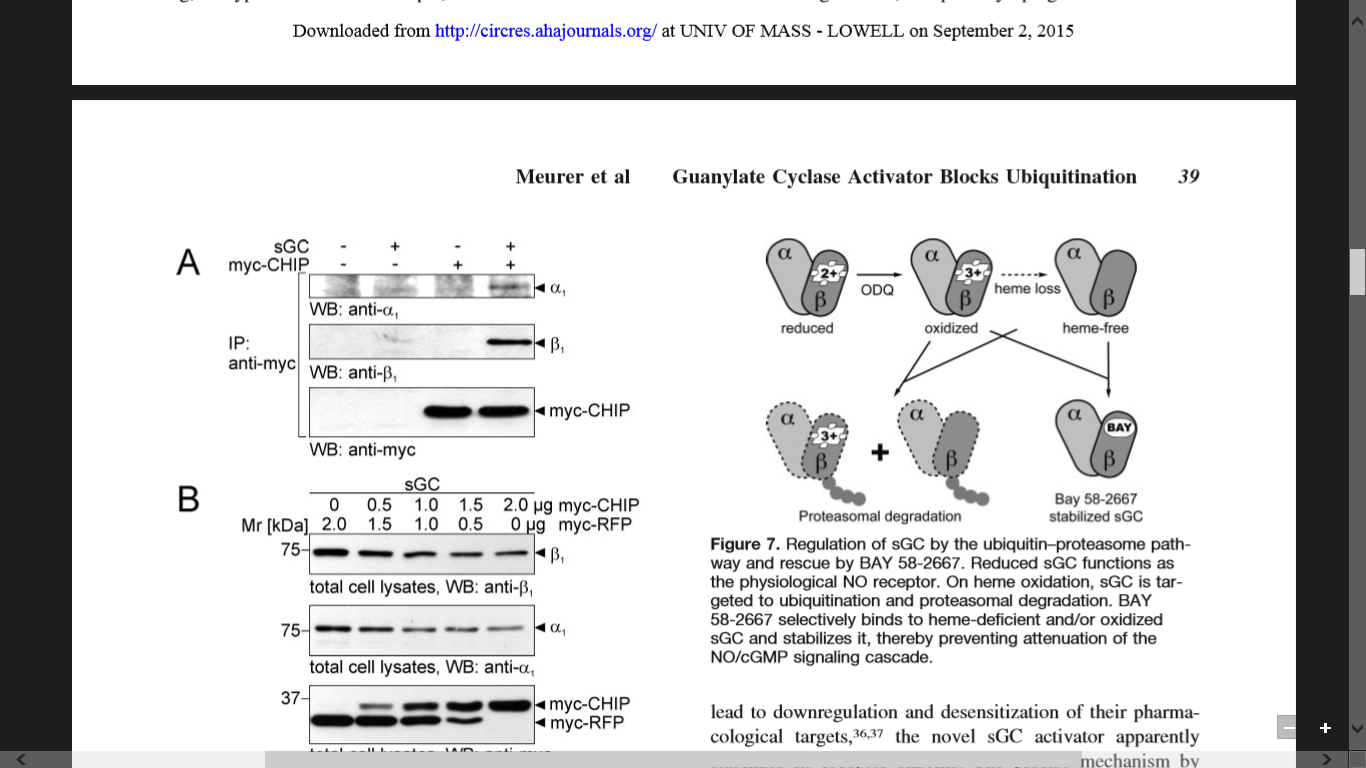 Downloaded from http://circres.ahajournals.org/ at UNIV OF MASS - LOWELL on September 2, 2015
Meurer et al Guanylate Cyclase Activator Blocks Ubiquitination 39
A
sGC - + - +
myc-CHIP - - + +
α₁
WB: anti-α₁
IP:
anti-myc
β₁
WB: anti-β₁
myc-CHIP
WB: anti-myc
B
sGC
0 0.5 1.0 1.5 2.0 µg myc-CHIP
Mr [kDa] 2.0 1.5 1.0 0.5 0 µg myc-RFP
75
β₁
total cell lysates, WB: anti-β₁
75
α₁
total cell lysates, WB: anti-α₁
37
myc-CHIP
myc-RFP
α 2+ β
reduced
ODQ
α 3+ β
oxidized
heme loss
α β
heme-free
α 3+ β
+
α β
Proteasomal degradation
α BAY β
Bay 58-2667
stabilized sGC
Figure 7. Regulation of sGC by the ubiquitin–proteasome path-
way and rescue by BAY 58-2667. Reduced sGC functions as
the physiological NO receptor. On heme oxidation, sGC is tar-
geted to ubiquitination and proteasomal degradation. BAY
58-2667 selectively binds to heme-deficient and/or oxidized
sGC and stabilizes it, thereby preventing attenuation of the
NO/cGMP signaling cascade.
lead to downregulation and desensitization of their pharma-
cological targets,36,37 the novel sGC activator apparently
mechanism by